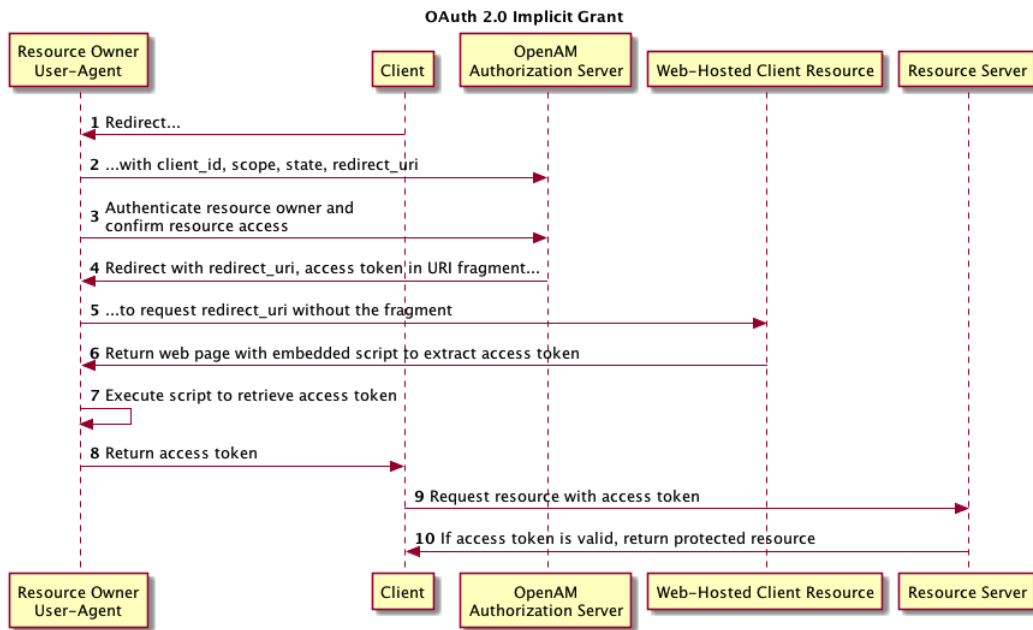 OAuth 2.0 Implicit Grant
Resource Owner
User-Agent
Client
OpenAM
Authorization Server
Web-Hosted Client Resource
Resource Server
1 Redirect...
2 ...with client_id, scope, state, redirect_uri
3 Authenticate resource owner and
confirm resource access
4 Redirect with redirect_uri, access token in URI fragment...
5 ...to request redirect_uri without the fragment
6 Return web page with embedded script to extract access token
7 Execute script to retrieve access token
8 Return access token
9 Request resource with access token
10 If access token is valid, return protected resource
Resource Owner
User-Agent
Client
OpenAM
Authorization Server
Web-Hosted Client Resource
Resource Server